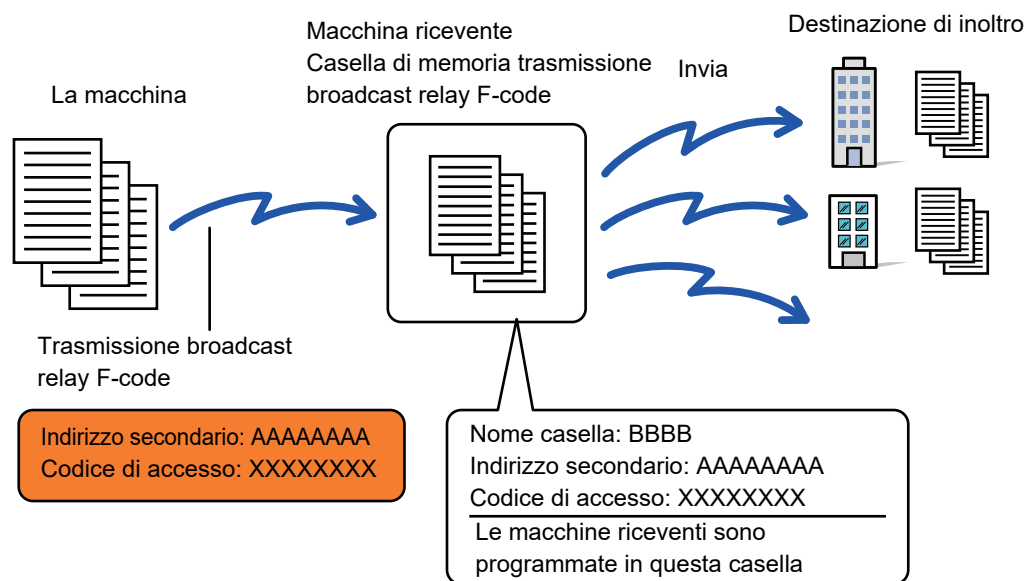 La macchina
Macchina ricevente
Casella di memoria trasmissione
broadcast relay F-code
Invia
Destinazione di inoltro
Trasmissione broadcast
relay F-code
Indirizzo secondario: AAAAAAAA
Codice di accesso: XXXXXXXX
Nome casella: BBBB
Indirizzo secondario: AAAAAAAA
Codice di accesso: XXXXXXXX
Le macchine riceventi sono
programmate in questa casella